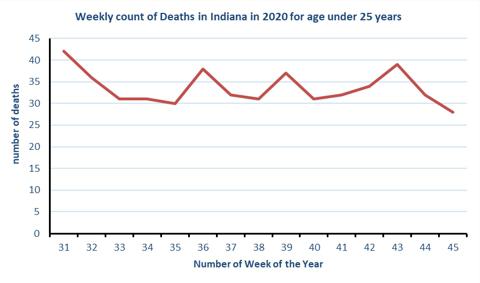 Weekly count of Deaths in Indiana in 2020 for age under 25 years
number of deaths
45
40
35
30
25
20
15
10
5
0
31 32 33 34 35 36 37 38 39 40 41 42 43 44 45
Number of Week of the Year